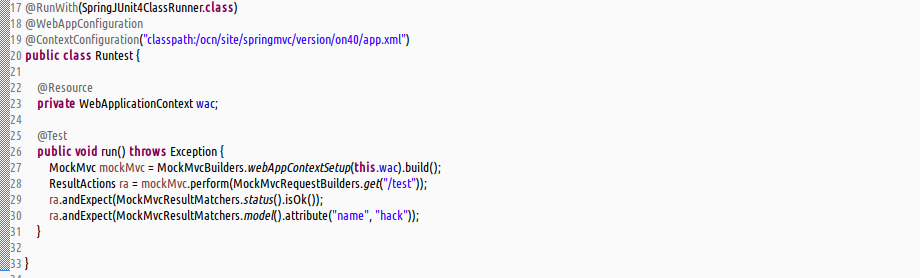 17 @RunWith(SpringJUnit4ClassRunner.class)
18 @WebAppConfiguration
19 @ContextConfiguration("classpath:/ocn/site/springmvc/version/on40/app.xml")
20 public class Runtest {
21
22 @Resource
23 private WebApplicationContext wac;
24
25 @Test
26 public void run() throws Exception {
27 MockMvc mockMvc = MockMvcBuilders.webAppContextSetup(this.wac).build();
28 ResultActions ra = mockMvc.perform(MockMvcRequestBuilders.get("/test"));
29 ra.andExpect(MockMvcResultMatchers.status().isOk());
30 ra.andExpect(MockMvcResultMatchers.model().attribute("name", "hack"));
31 }
32
33 }